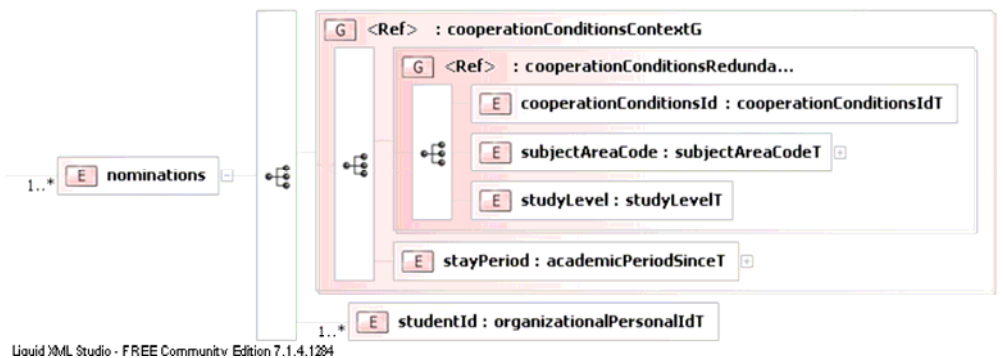 G <Ref> : cooperationConditionsContextG
G <Ref> : cooperationConditionsRedunda...
E cooperationConditionsId : cooperationConditionsIdT
E subjectAreaCode : subjectAreaCodeT
1..* E nominations
E studyLevel : studyLevelT
E stayPeriod : academicPeriodSinceT
1..* E studentId : organizationalPersonalIdT
Liquid XML Studio - FREE Community Edition 7.1.4.1284